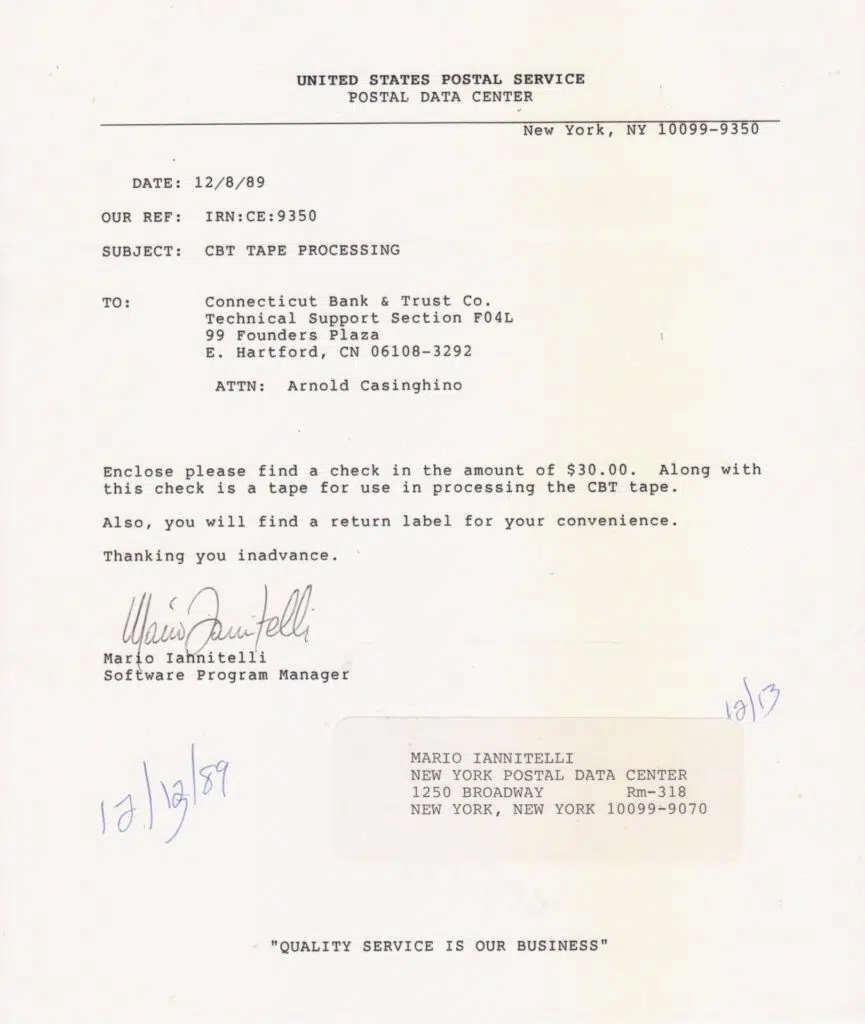 UNITED STATES POSTAL SERVICE
POSTAL DATA CENTER
New York, NY 10099-9350
DATE: 12/8/89
OUR REF: IRN:CE:9350
SUBJECT: CBT TAPE PROCESSING
TO: Connecticut Bank & Trust Co.
Technical Support Section F04L
99 Founders Plaza
E. Hartford, CN 06108-3292
ATTN: Arnold Casinghino
Enclose please find a check in the amount of $30.00. Along with
this check is a tape for use in processing the CBT tape.
Also, you will find a return label for your convenience.
Thanking you inadvance.
Mario Iannitelli
Mario Iannitelli
Software Program Manager
12/13
12/12/89
MARIO IANNITELLI
NEW YORK POSTAL DATA CENTER
1250 BROADWAY Rm-318
NEW YORK, NEW YORK 10099-9070
"QUALITY SERVICE IS OUR BUSINESS"